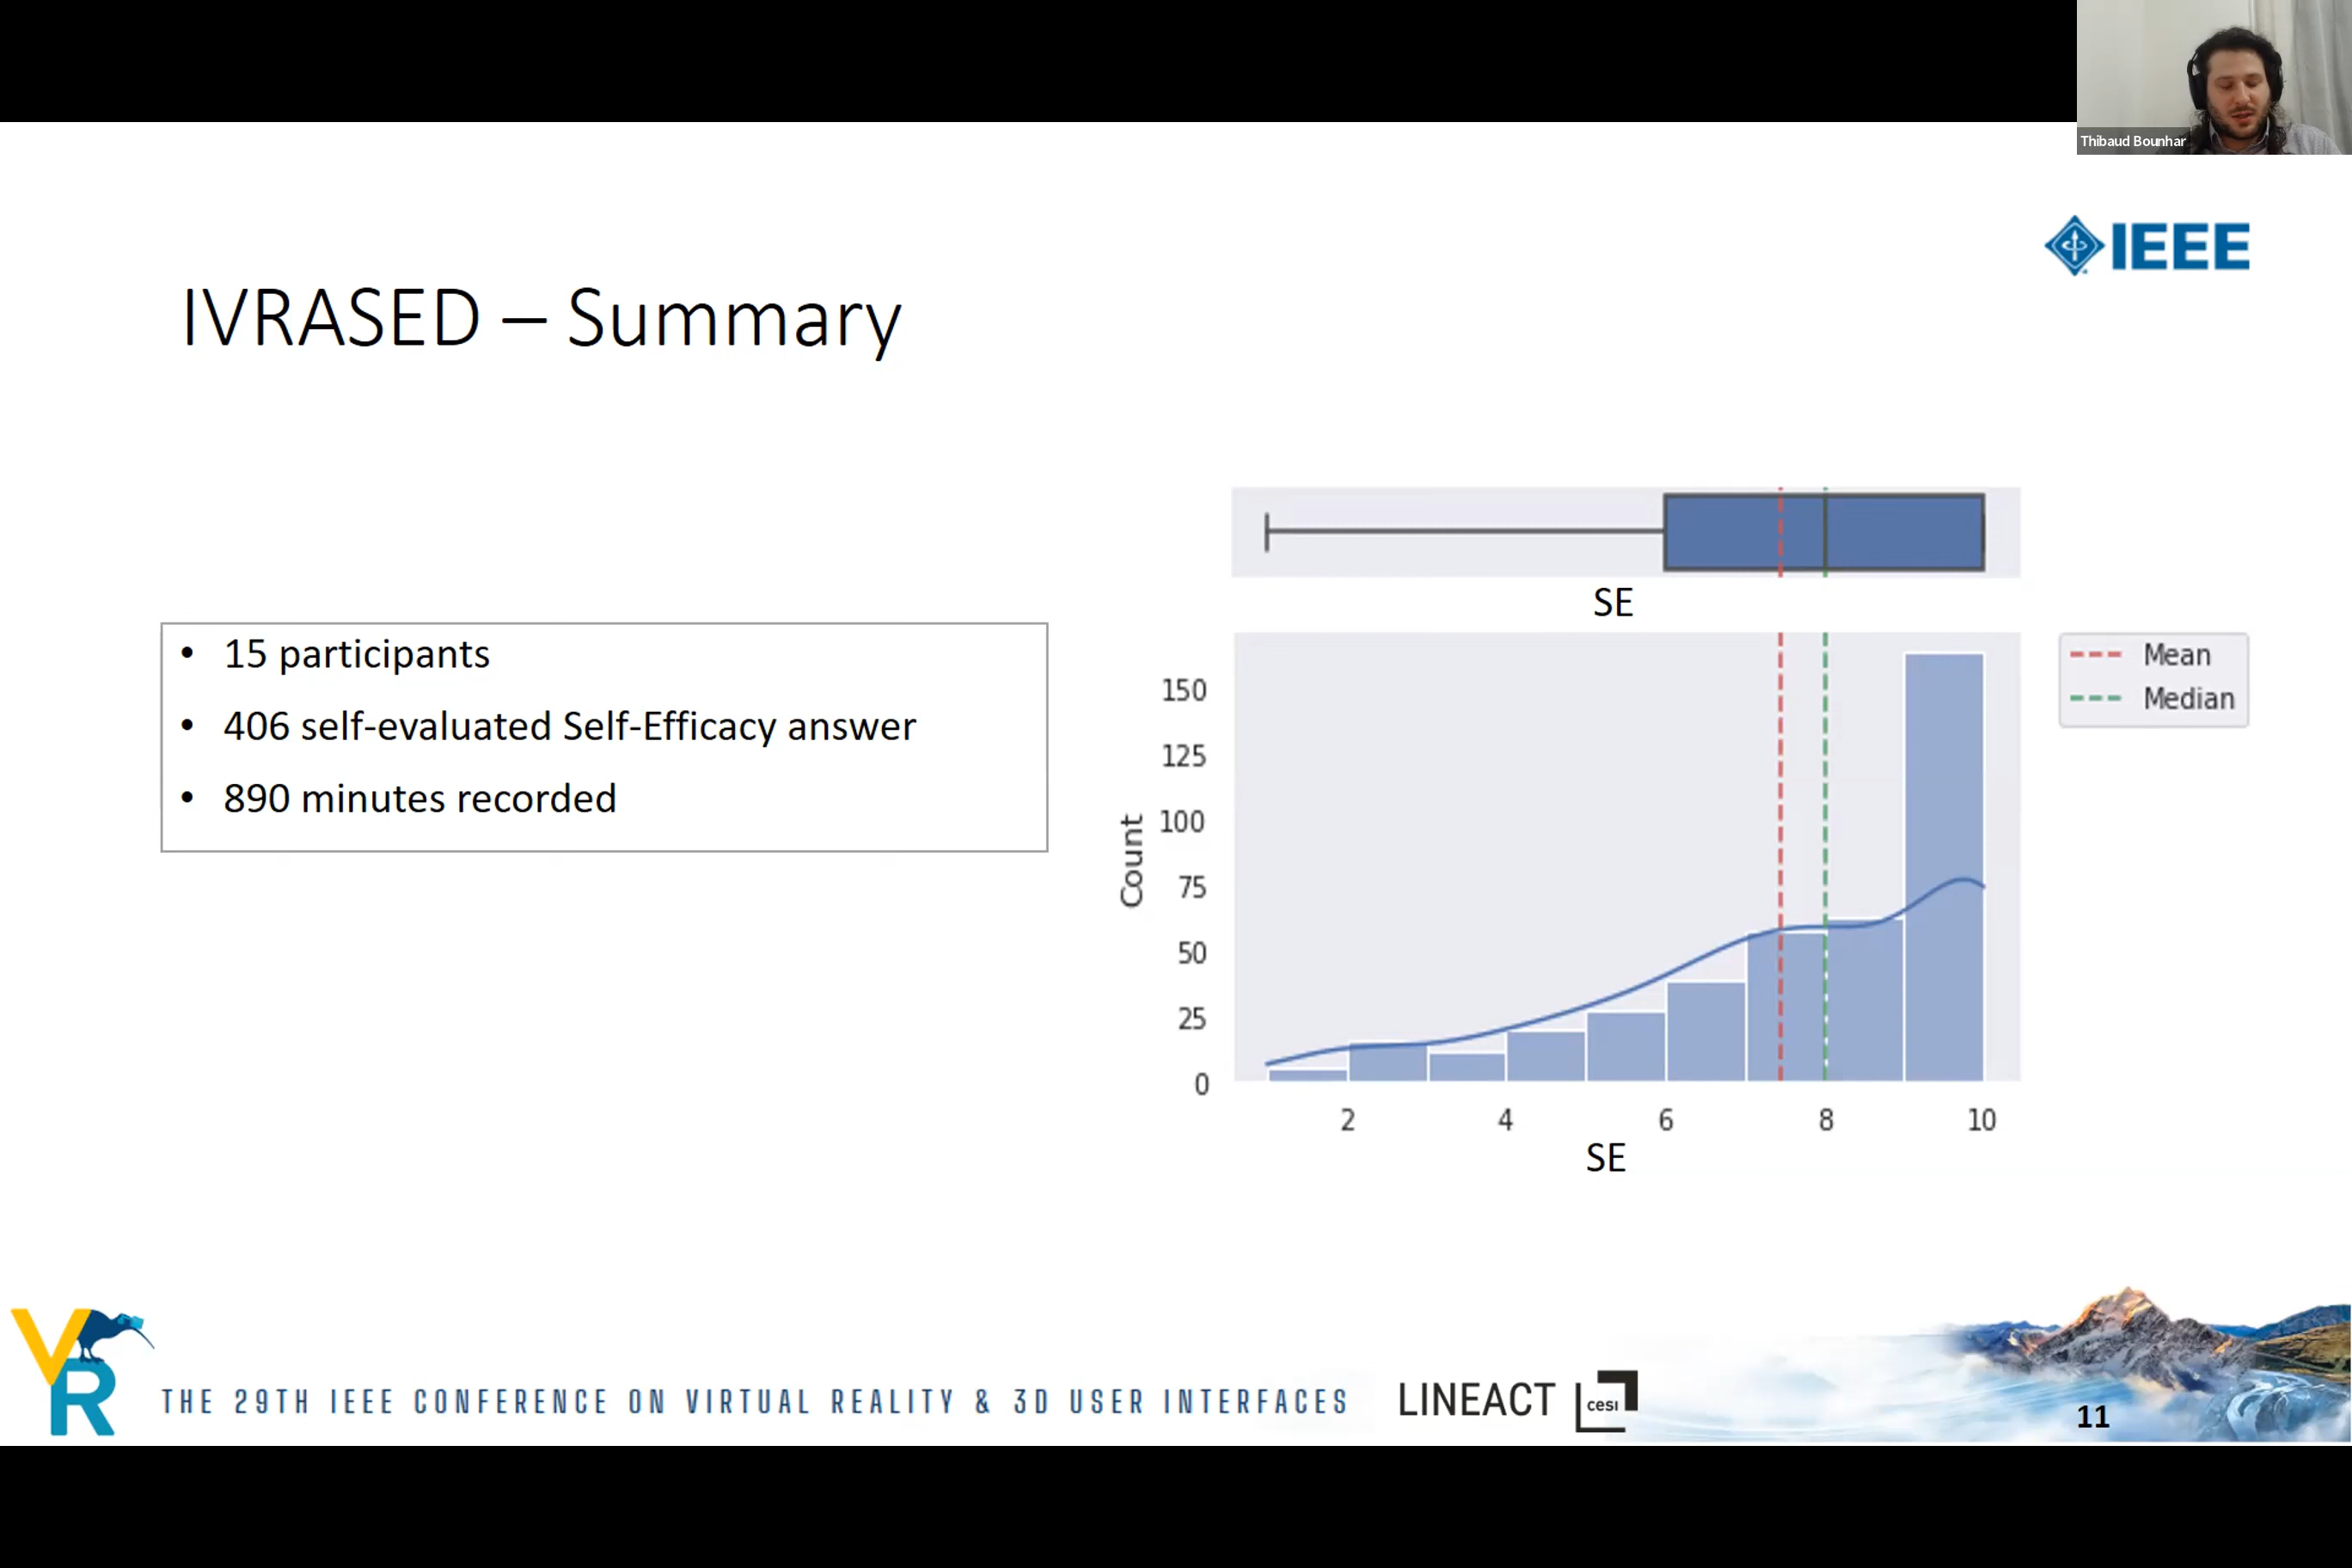 Thibaud Bounhar
IEEE
IVRASED – Summary
• 15 participants
• 406 self-evaluated Self-Efficacy answer
• 890 minutes recorded
SE
Mean
Median
150
125
100
75
50
25
0
Count
2 4 6 8 10
SE
VR
THE 29TH IEEE CONFERENCE ON VIRTUAL REALITY & 3D USER INTERFACES
LINEACT
cesi
11